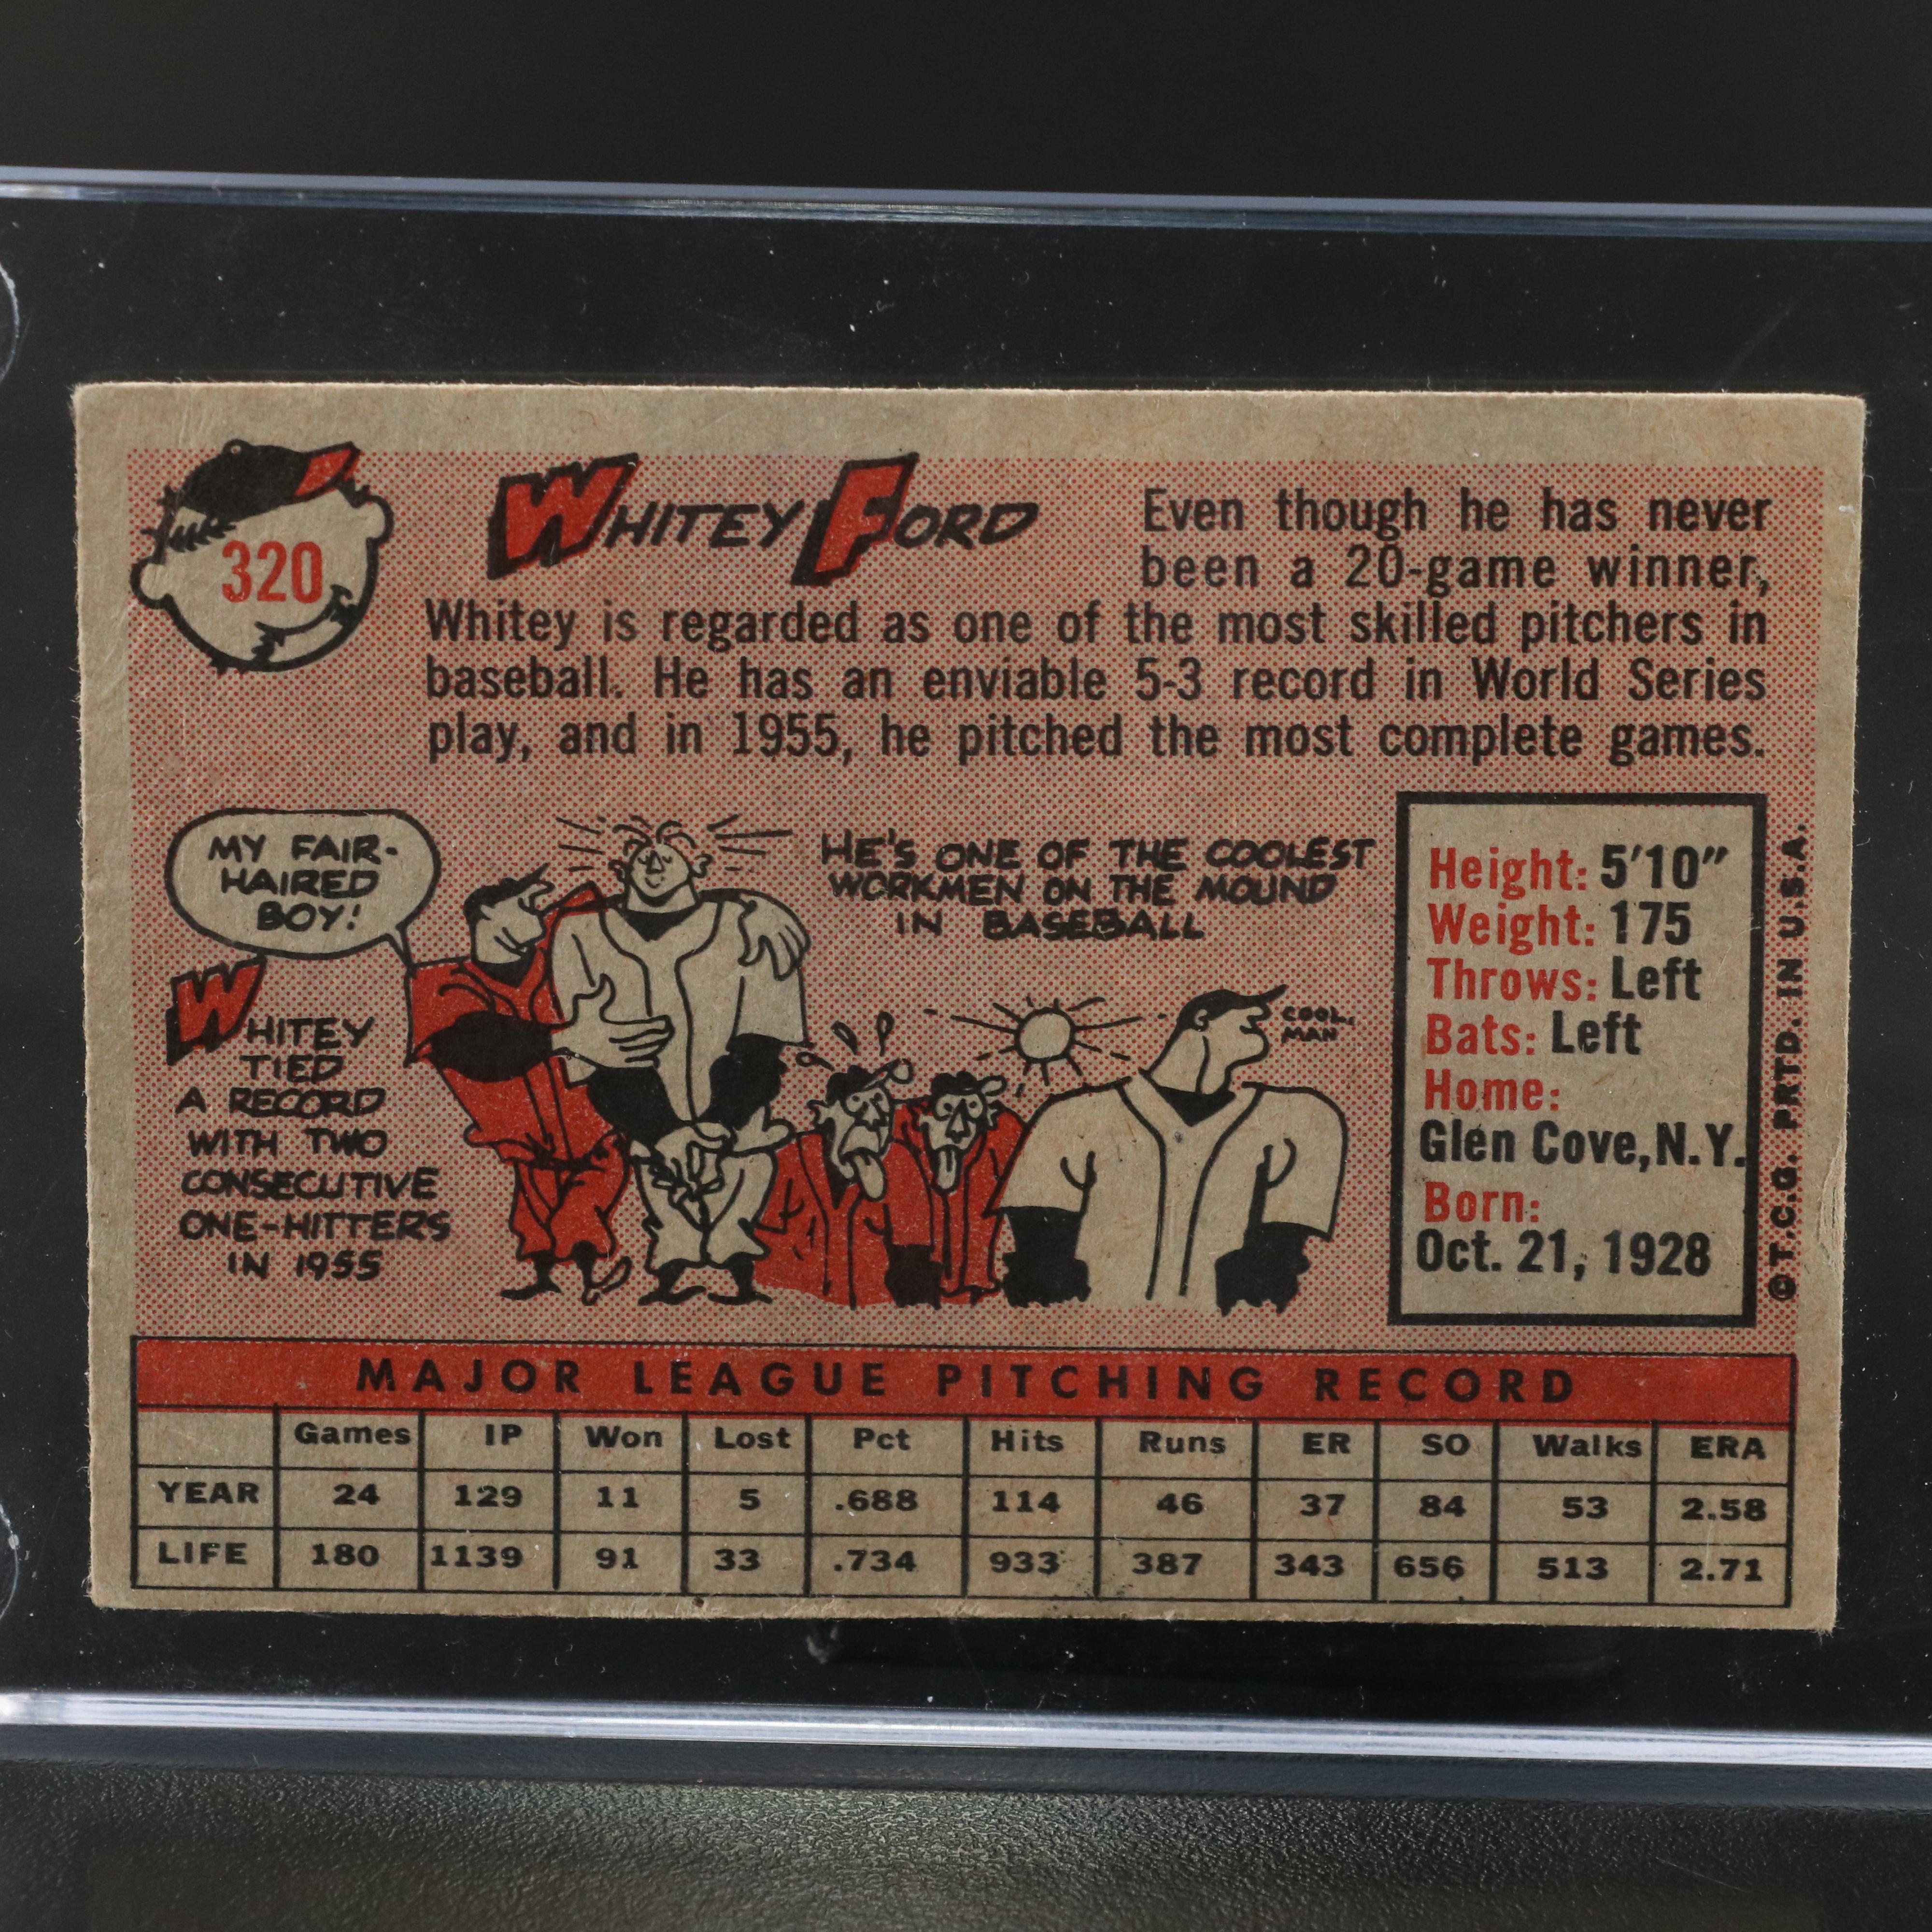 320
WHITEY FORD
Even though he has never
been a 20-game winner,
Whitey is regarded as one of the most skilled pitchers in
baseball. He has an enviable 5-3 record in World Series
play, and in 1955, he pitched the most complete games.
MY FAIR-
HAIRED
BOY!
WHITEY
TIED
A RECORD
WITH TWO
CONSECUTIVE
ONE-HITTERS
IN 1955
HE'S ONE OF THE COOLEST
WORKMEN ON THE MOUND
IN BASEBALL
COOL,
MAN
Height: 5'10"
Weight: 175
Throws: Left
Bats: Left
Home:
Glen Cove, N.Y.
Born:
Oct. 21, 1928
©T.C.G. PRTD. IN U.S.A.
MAJOR LEAGUE PITCHING RECORD
Games IP Won Lost Pct Hits Runs ER SO Walks ERA
YEAR 24 129 11 5 .688 114 46 37 84 53 2.58
LIFE 180 1139 91 33 .734 933 387 343 656 513 2.71